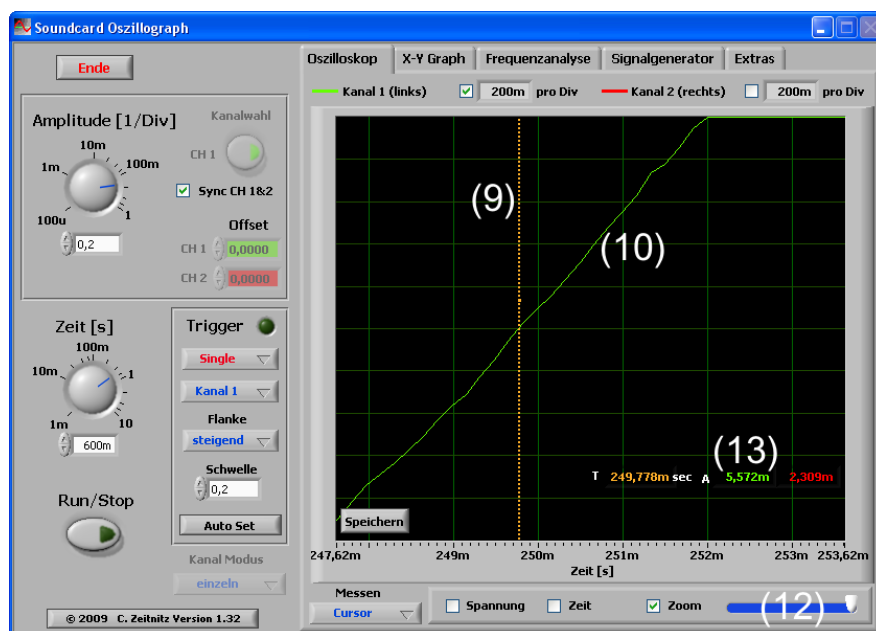 Soundcard Oszillograph
Ende
Amplitude [1/Div]
Kanalwahl
10m
1m
100m
100u
1
CH 1
Sync CH 1&2
0,2
Offset
CH 1 0,0000
CH 2 0,0000
Zeit [s]
100m
10m
1
1m
10
600m
Run/Stop
Trigger
Single
Kanal 1
Flanke
steigend
Schwelle
0,2
Auto Set
Kanal Modus
einzeln
© 2009 C. Zeitnitz Version 1.32
Oszilloskop X-Y Graph Frequenzanalyse Signalgenerator Extras
Kanal 1 (links) 200m pro Div Kanal 2 (rechts) 200m pro Div
(9)
(10)
(13)
T 249,778m sec A 5,572m 2,309m
Speichern
247,62m 249m 250m 251m 252m 253m 253,62m
Zeit [s]
Messen
Cursor
Spannung Zeit Zoom (12)